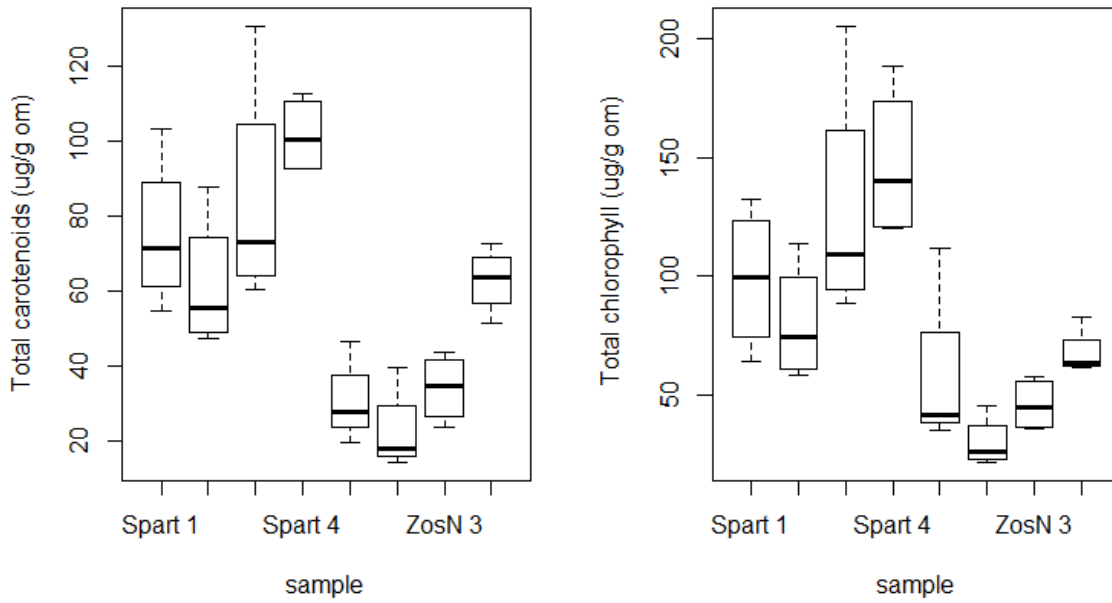 Total carotenoids (ug/g om)
120
100
80
60
40
20
Spart 1 Spart 4 ZosN 3
sample
Total chlorophyll (ug/g om)
200
150
100
50
Spart 1 Spart 4 ZosN 3
sample